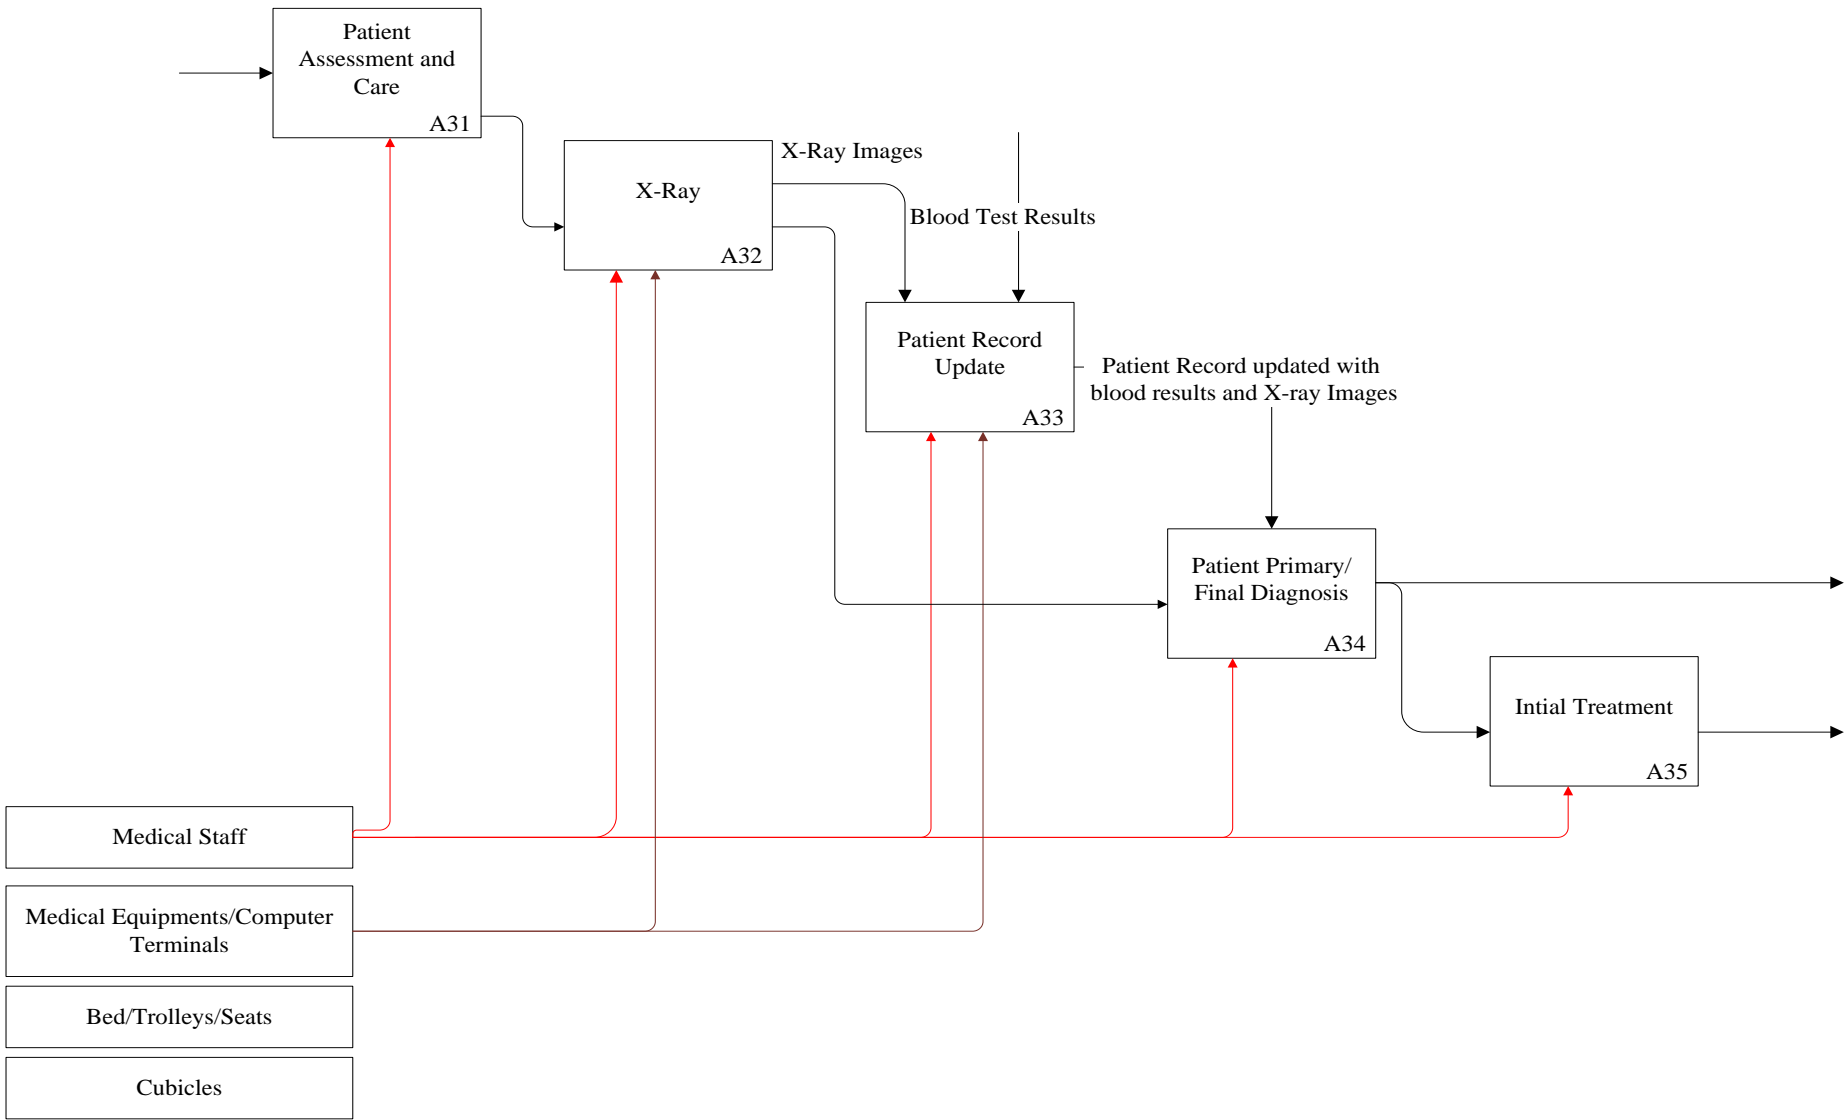 Patient
Assessment and
Care
A31
X-Ray
A32
X-Ray Images
Blood Test Results
Patient Record
Update
A33
Patient Record updated with
blood results and X-ray Images
Patient Primary/
Final Diagnosis
A34
Intial Treatment
A35
Medical Staff
Medical Equipments/Computer
Terminals
Bed/Trolleys/Seats
Cubicles